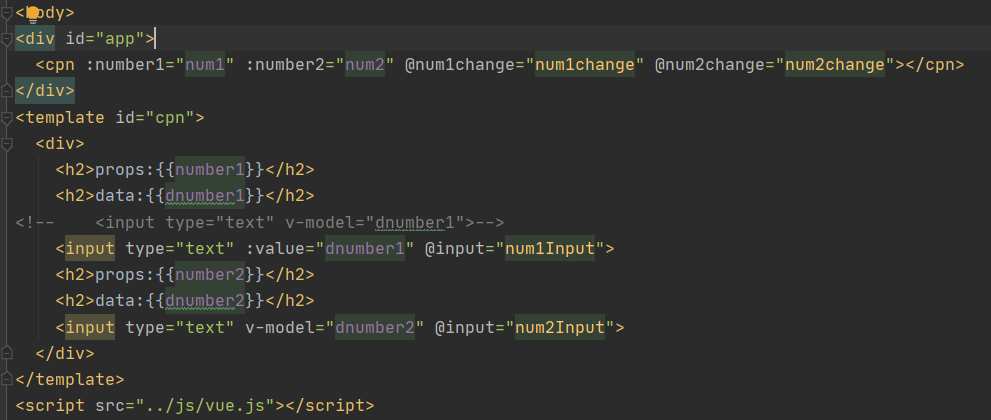 <body>
<div id="app">
<cpn :number1="num1" :number2="num2" @num1change="num1change" @num2change="num2change"></cpn>
</div>
<template id="cpn">
<div>
<h2>props:{{number1}}</h2>
<h2>data:{{dnumber1}}</h2>
<!-- <input type="text" v-model="dnumber1">-->
<input type="text" :value="dnumber1" @input="num1Input">
<h2>props:{{number2}}</h2>
<h2>data:{{dnumber2}}</h2>
<input type="text" v-model="dnumber2" @input="num2Input">
</div>
</template>
<script src="../js/vue.js"></script>